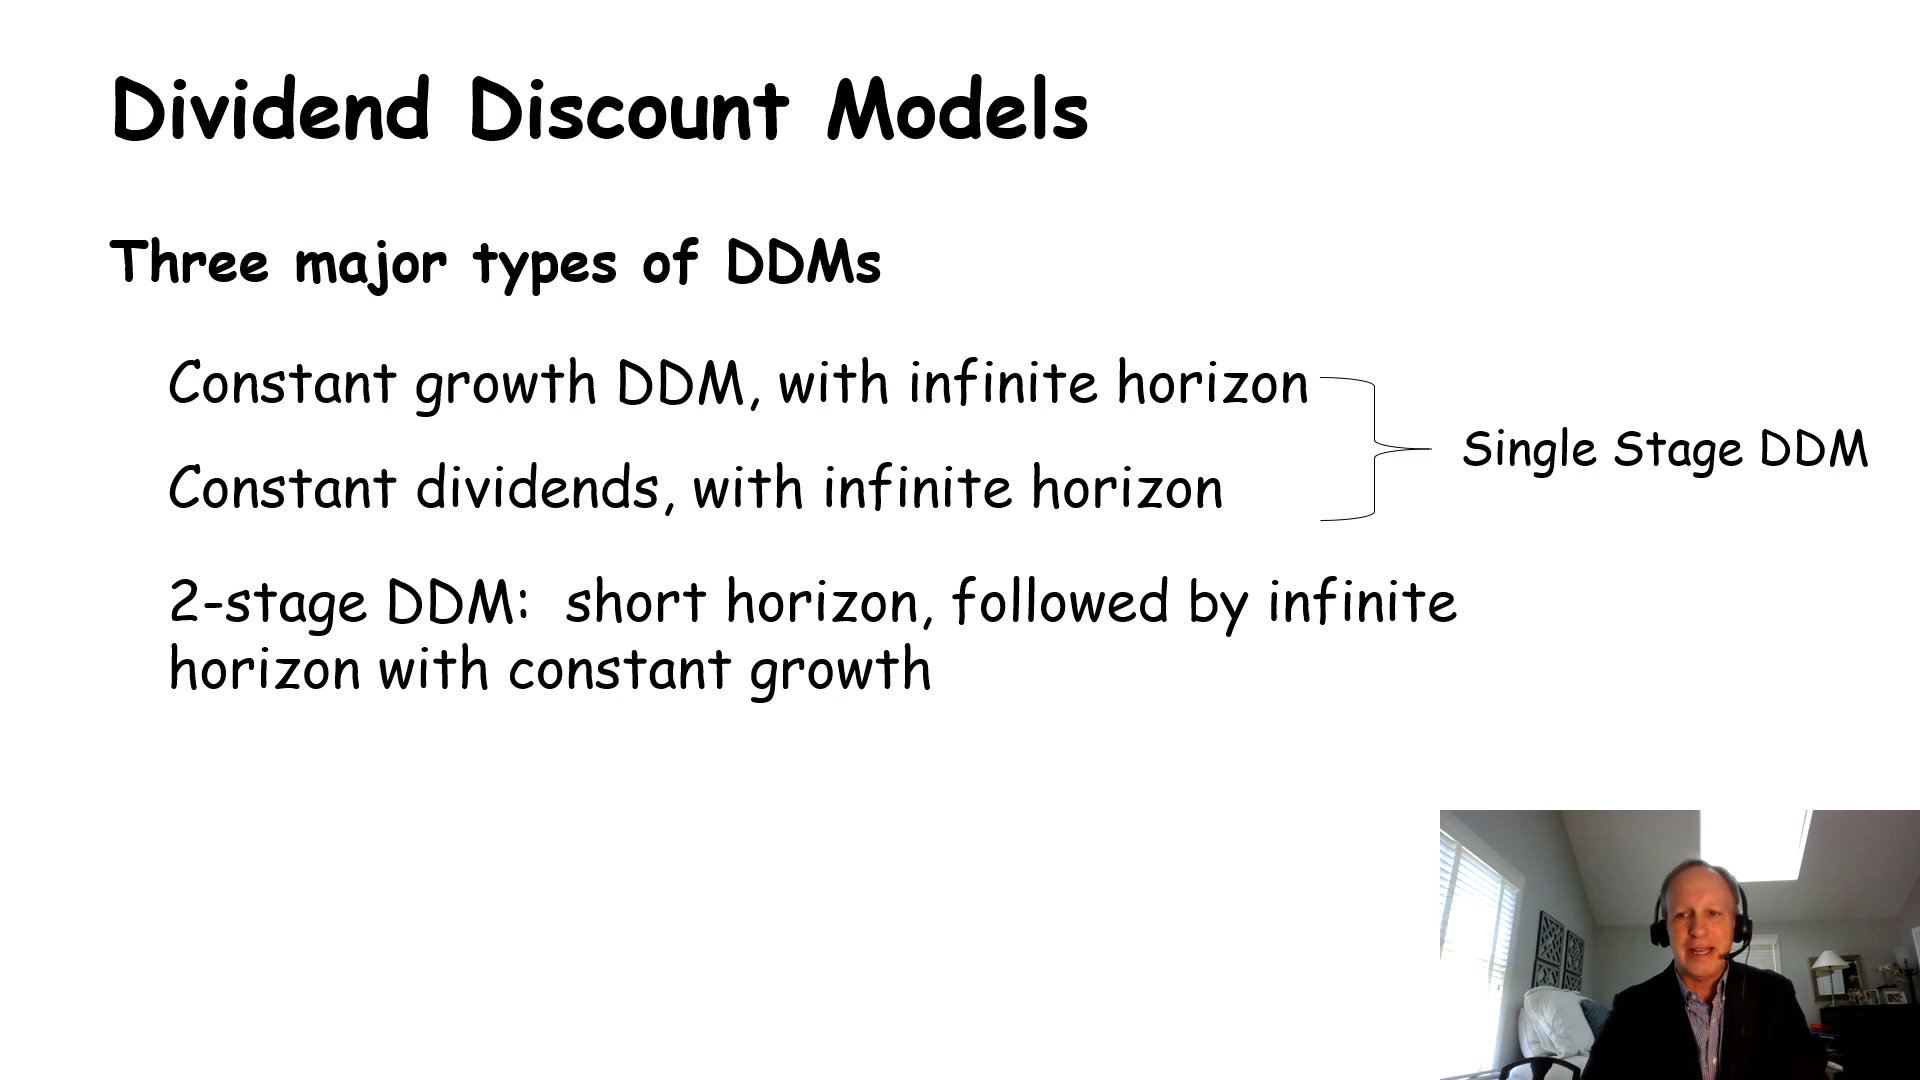 Dividend Discount Models
Three major types of DDMs
Constant growth DDM, with infinite horizon
Constant dividends, with infinite horizon
Single Stage DDM
2-stage DDM: short horizon, followed by infinite
horizon with constant growth